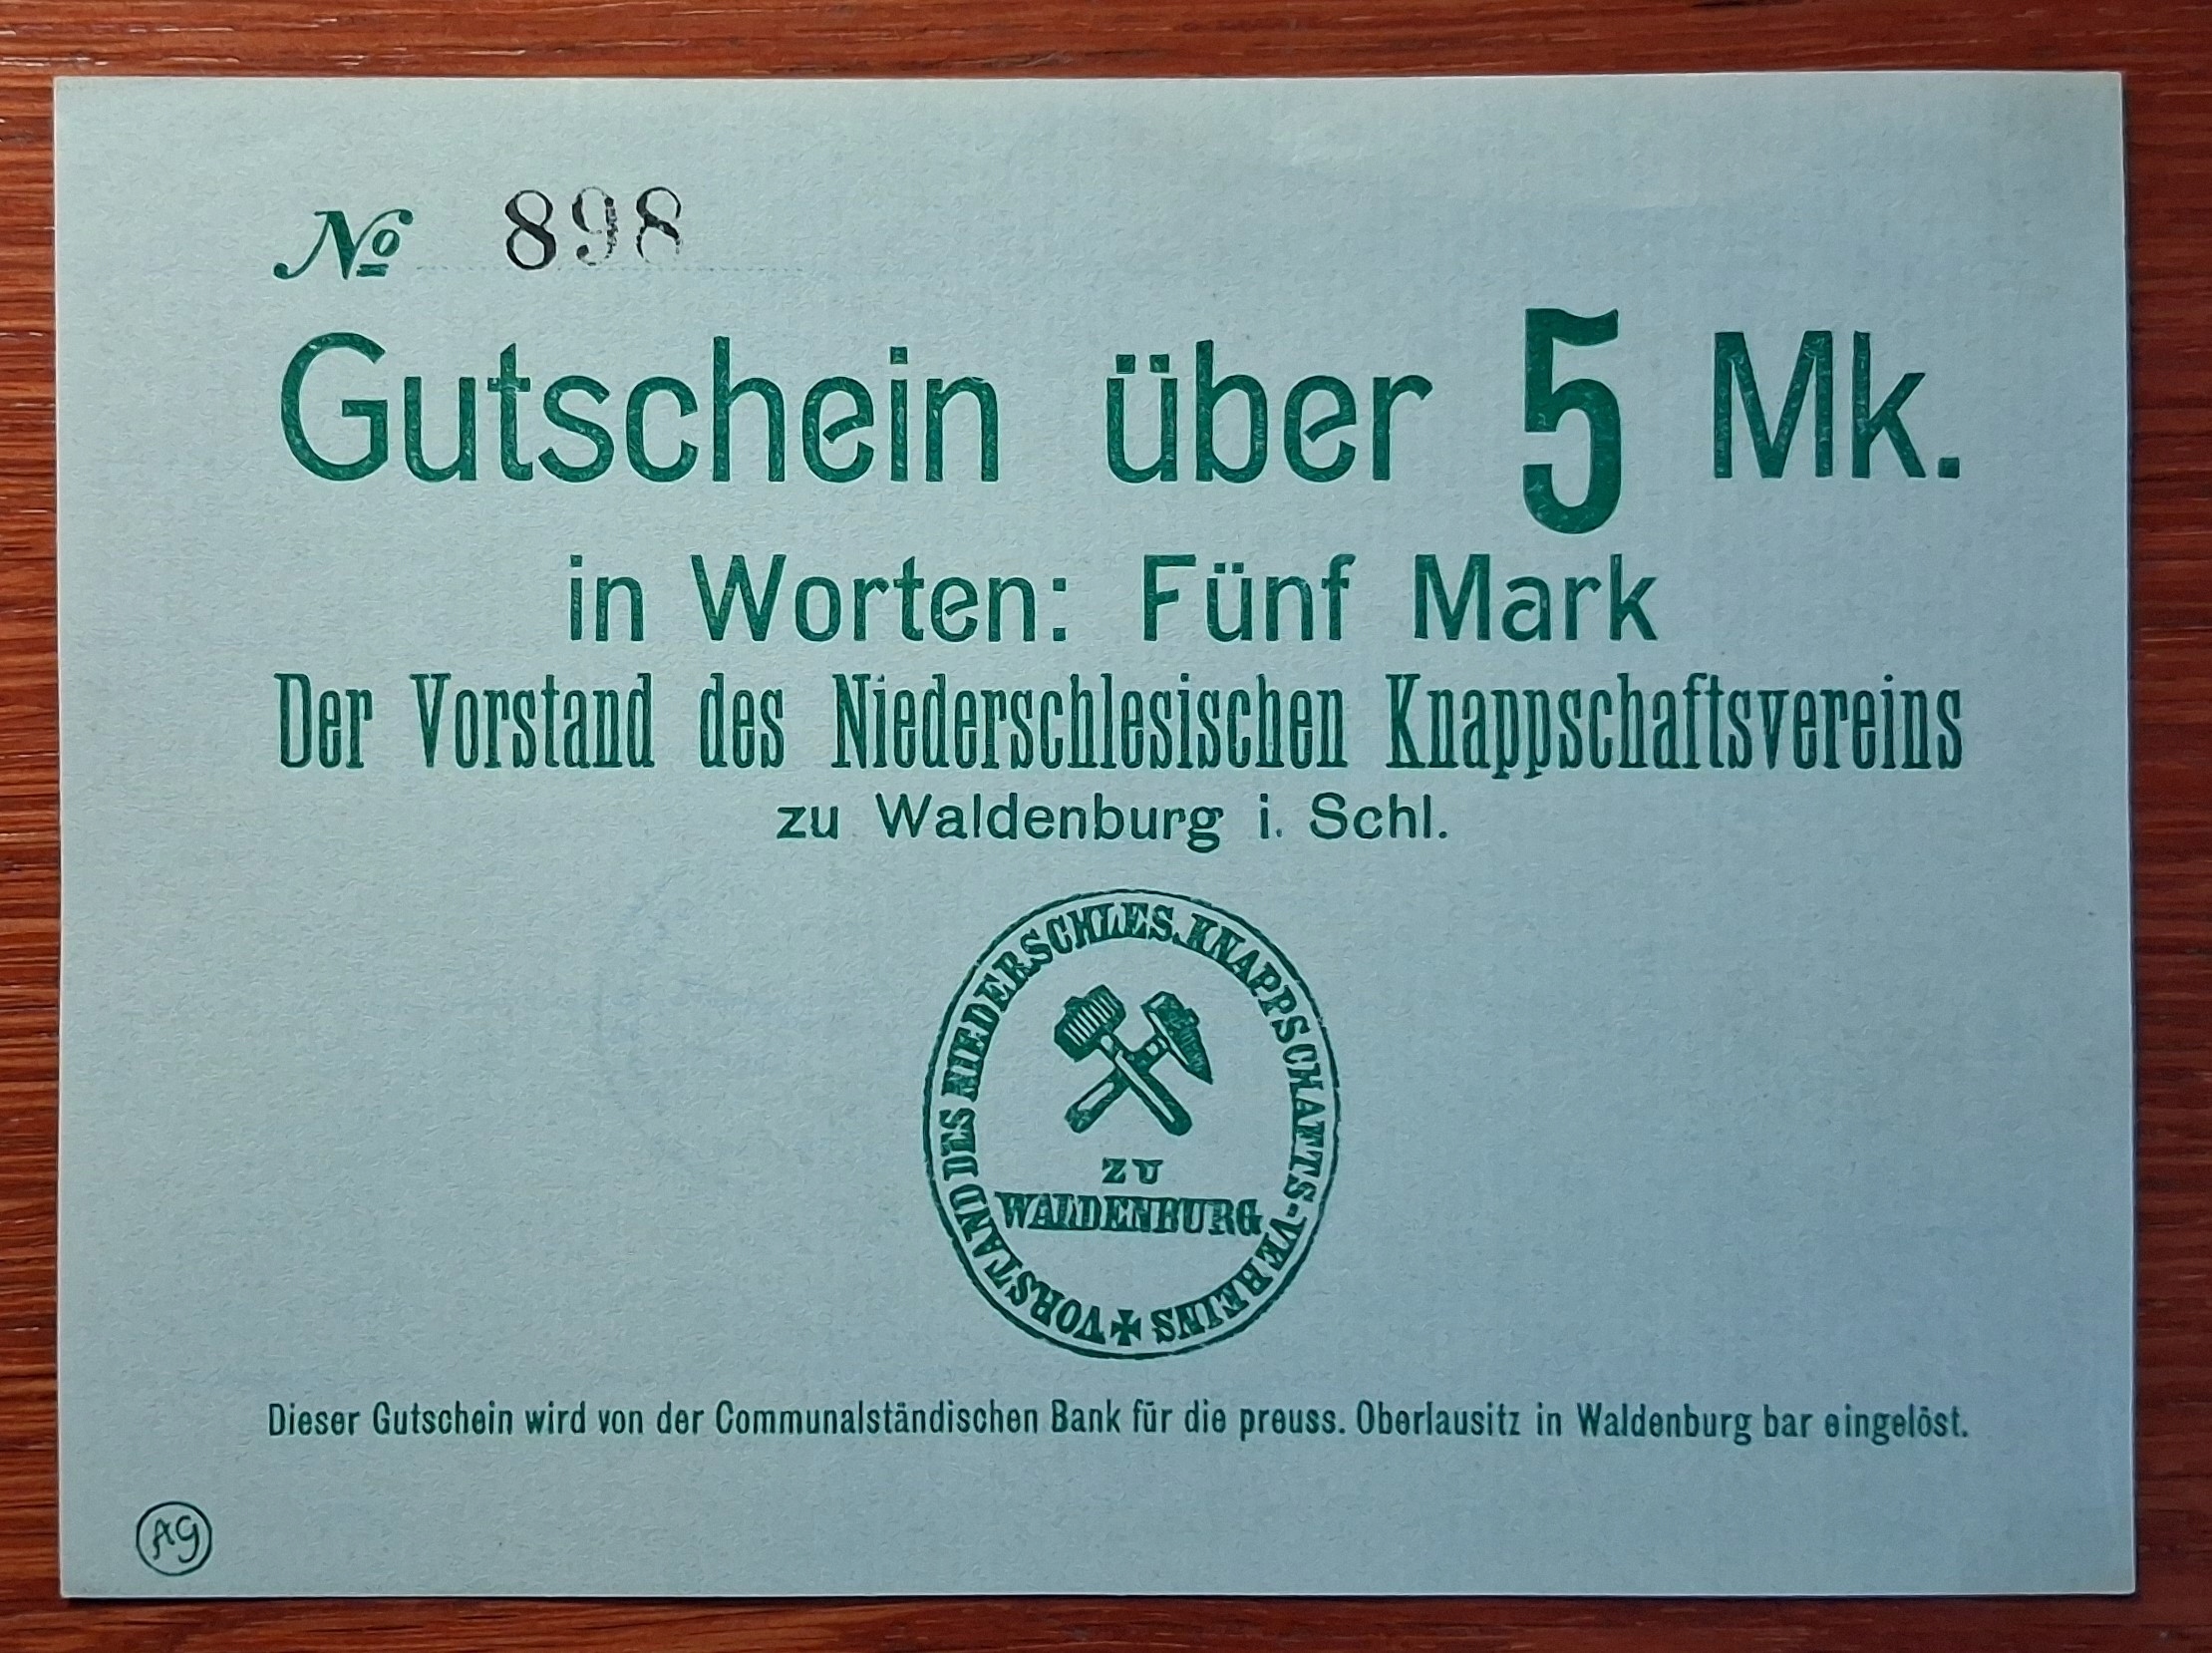 No 898
Gutschein über 5 Mk.
in Worten: Fünf Mark
Der Vorstand des Niederschlesischen Knappschaftsvereins
zu Waldenburg i. Schl.
VORSTAND DES NIEDERSCHLES. KNAPPSCHAFTS-VEREINS
ZU
WALDENBURG
Dieser Gutschein wird von der Communalständischen Bank für die preuss. Oberlausitz in Waldenburg bar eingelöst.
AG